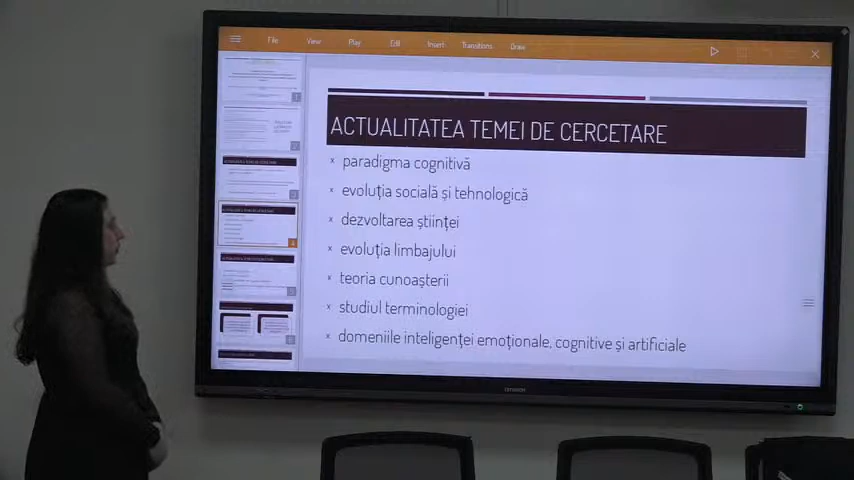 File View Play Edit Insert Transitions Draw
ACTUALITATEA TEMEI DE CERCETARE
x paradigma cognitivă
x evoluția socială și tehnologică
x dezvoltarea științei
x evoluția limbajului
x teoria cunoașterii
x studiul terminologiei
x domeniile inteligenței emoționale, cognitive și artificiale